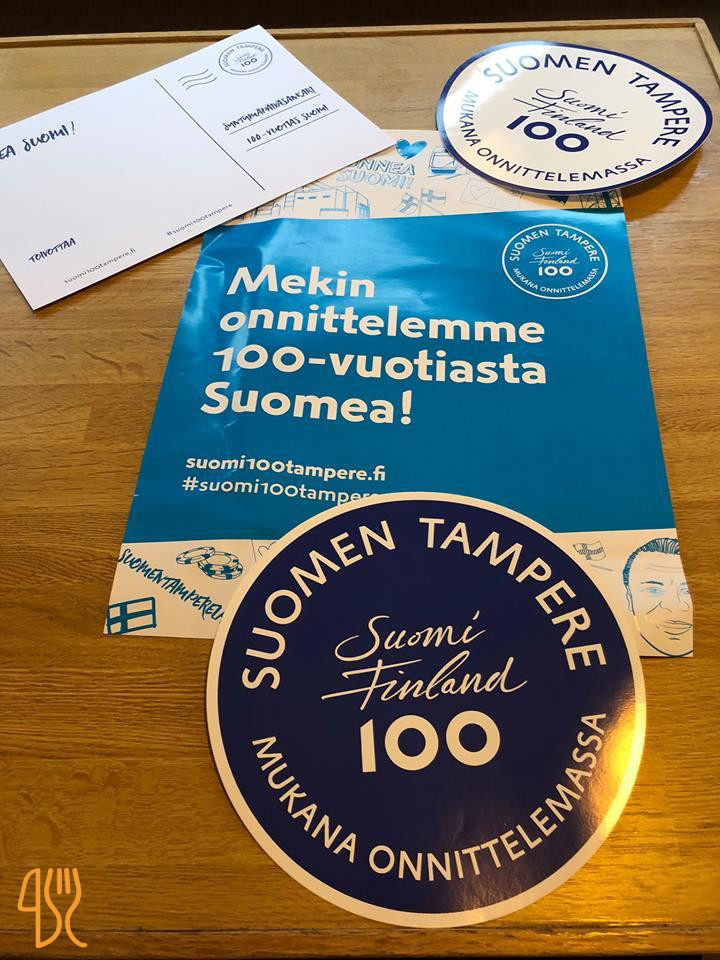 EA SUOMI!
SUOMEN TAMPERE
100
SYNTYMÄPÄIVÄSANKARI
100-VUOTIAS SUOMI
TOIVOTTAA
suomi100tampere.fi
#suomi100tampere
SUOMEN TAMPERE
Suomi
Finland
100
MUKANA ONNITTELEMASSA
ONNEA
SUOMI!
SUOMEN TAMPERE
Suomi
Finland
100
MUKANA ONNITTELEMASSA
Mekin
onnittelemme
100-vuotiasta
Suomea!
suomi100tampere.fi
#suomi100tampere
SUOMENTAMPEREL
SUOMEN TAMPERE
Suomi
Finland
100
MUKANA ONNITTELEMASSA